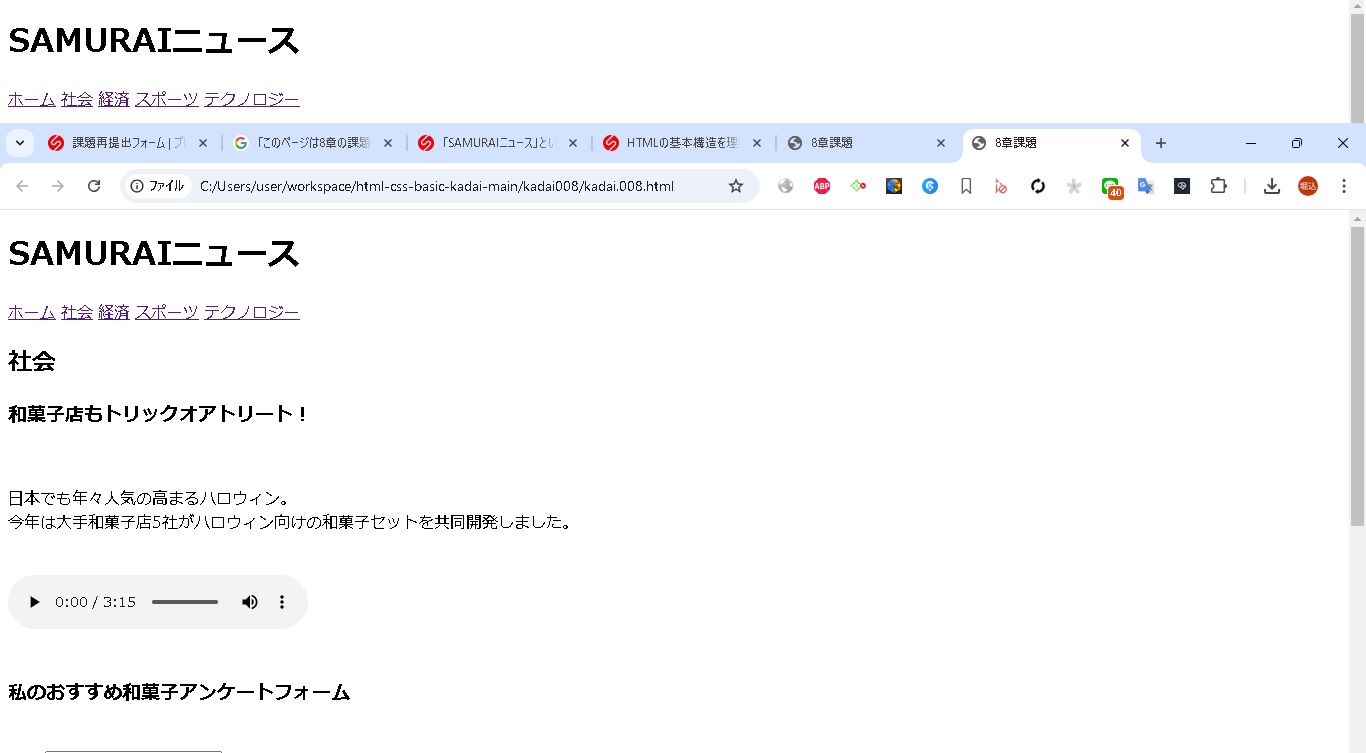 SAMURAIニュース
ホーム 社会 経済 スポーツ テクノロジー
課題再提出フォーム | プ 「このページは8章の課題 「SAMURAIニュース」とい HTMLの基本構造を理 8章課題 8章課題
ファイル C:/Users/user/workspace/html-css-basic-kadai-main/kadai008/kadai.008.html ABP 40 堀込
SAMURAIニュース
ホーム 社会 経済 スポーツ テクノロジー
社会
和菓子店もトリックオアトリート！
日本でも年々人気の高まるハロウィン。
今年は大手和菓子店5社がハロウィン向けの和菓子セットを共同開発しました。
0:00 / 3:15
私のおすすめ和菓子アンケートフォーム